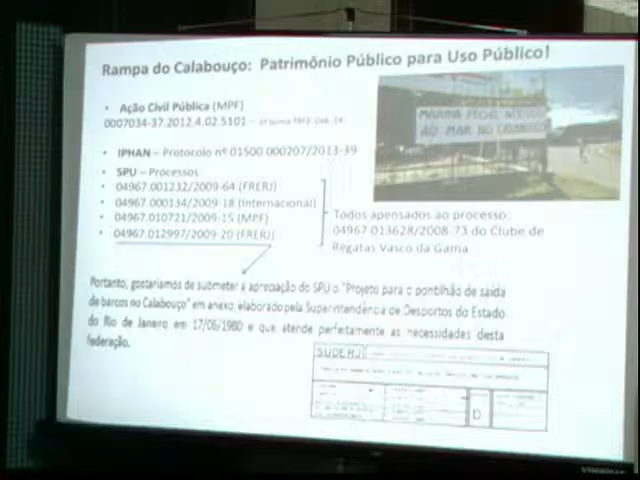 Rampa do Calabouço: Patrimônio Público para Uso Público!
• Ação Civil Pública (MPF)
0007034-37.2012.4.02.5101 –
MARINA FECHA ACESSO
AO MAR NO CALABOUÇO
• IPHAN – Protocolo nº 01500 000207/2013-39
• SPU – Processos
• 04967.001232/2009-64 (FRERJ)
• 04967.000134/2009-18 (Internacional)
• 04967.010721/2009-15 (MPF)
• 04967.012997/2009-20 (FRERJ)
Todos apensados ao processo:
04967.013628/2008-73 do Clube de
Regatas Vasco da Gama
Portanto, gostaríamos de submeter a apreciação do SPU o "Projeto para o pontilhão de saída
de barcos no Calabouço" em anexo, elaborado pela Superintendência de Desportos do Estado
do Rio de Janeiro em 17/06/1980 e que atende perfeitamente as necessidades desta
federação.
SUDERJ
D